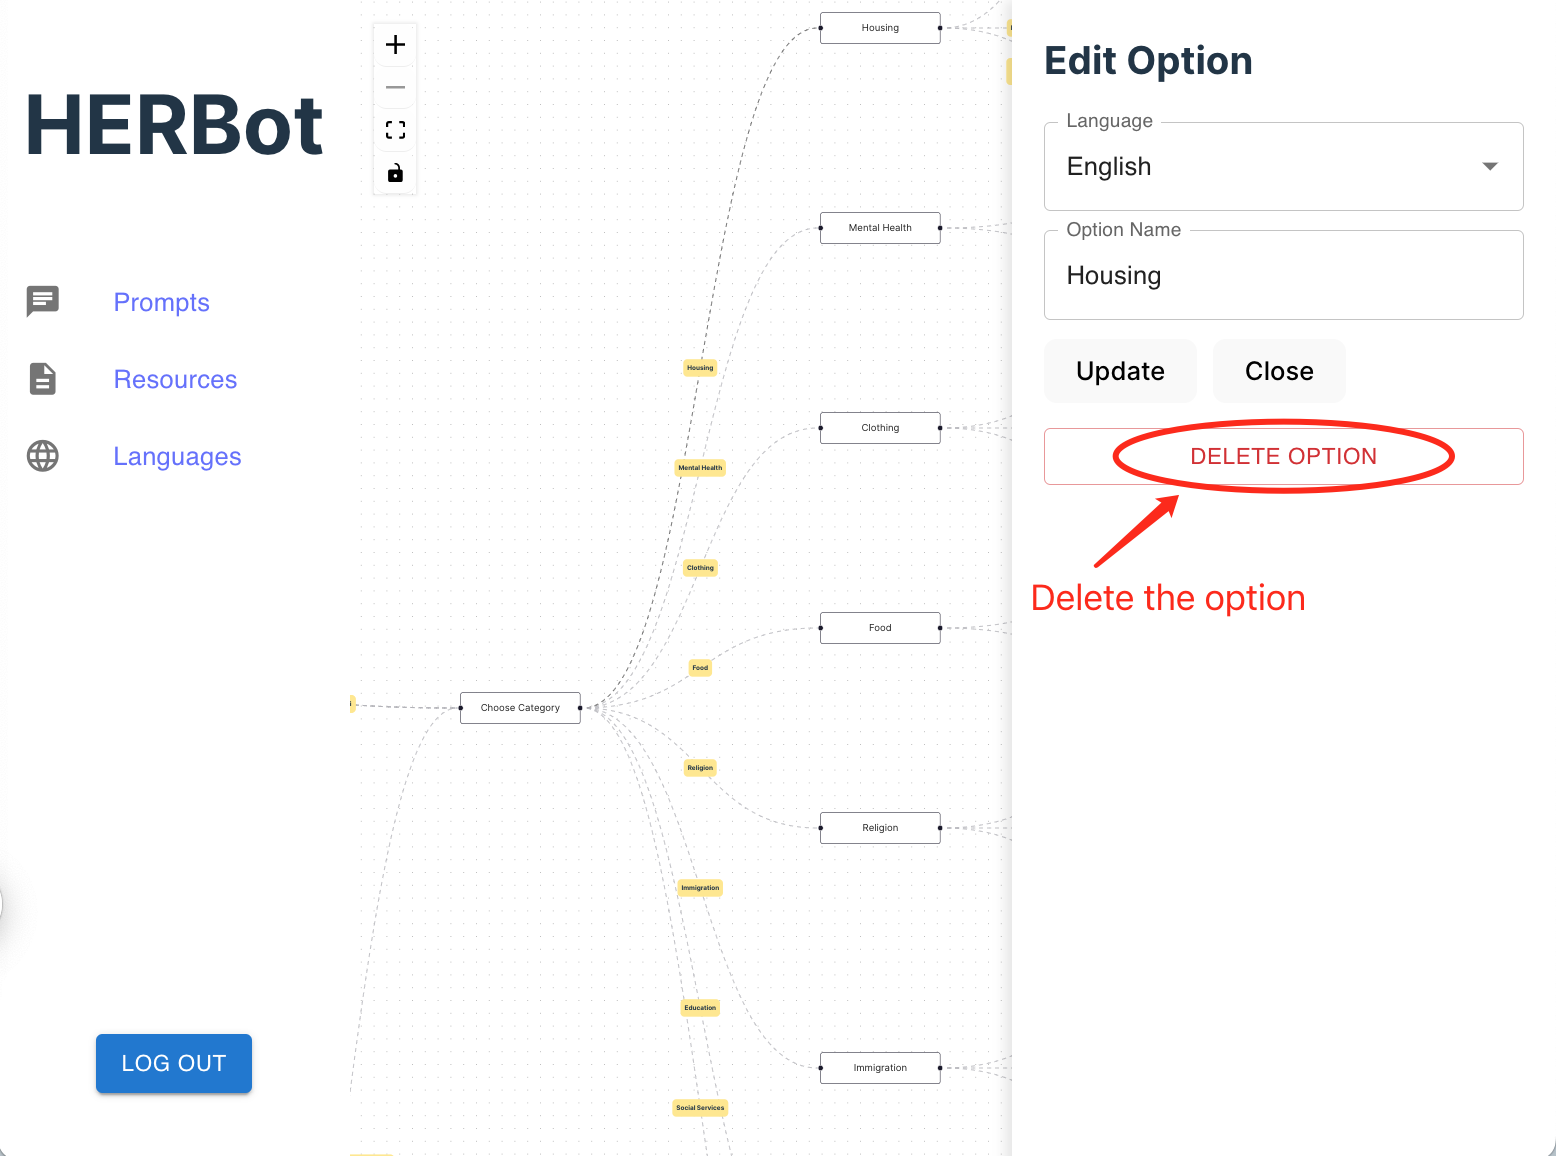 HERBot
Prompts
Resources
Languages
LOG OUT
Housing
Mental Health
Housing
Clothing
Mental Health
Clothing
Food
Food
Choose Category
Religion
Religion
Immigration
Education
Immigration
Social Services
Edit Option
Language
English
Option Name
Housing
Update
Close
DELETE OPTION
Delete the option